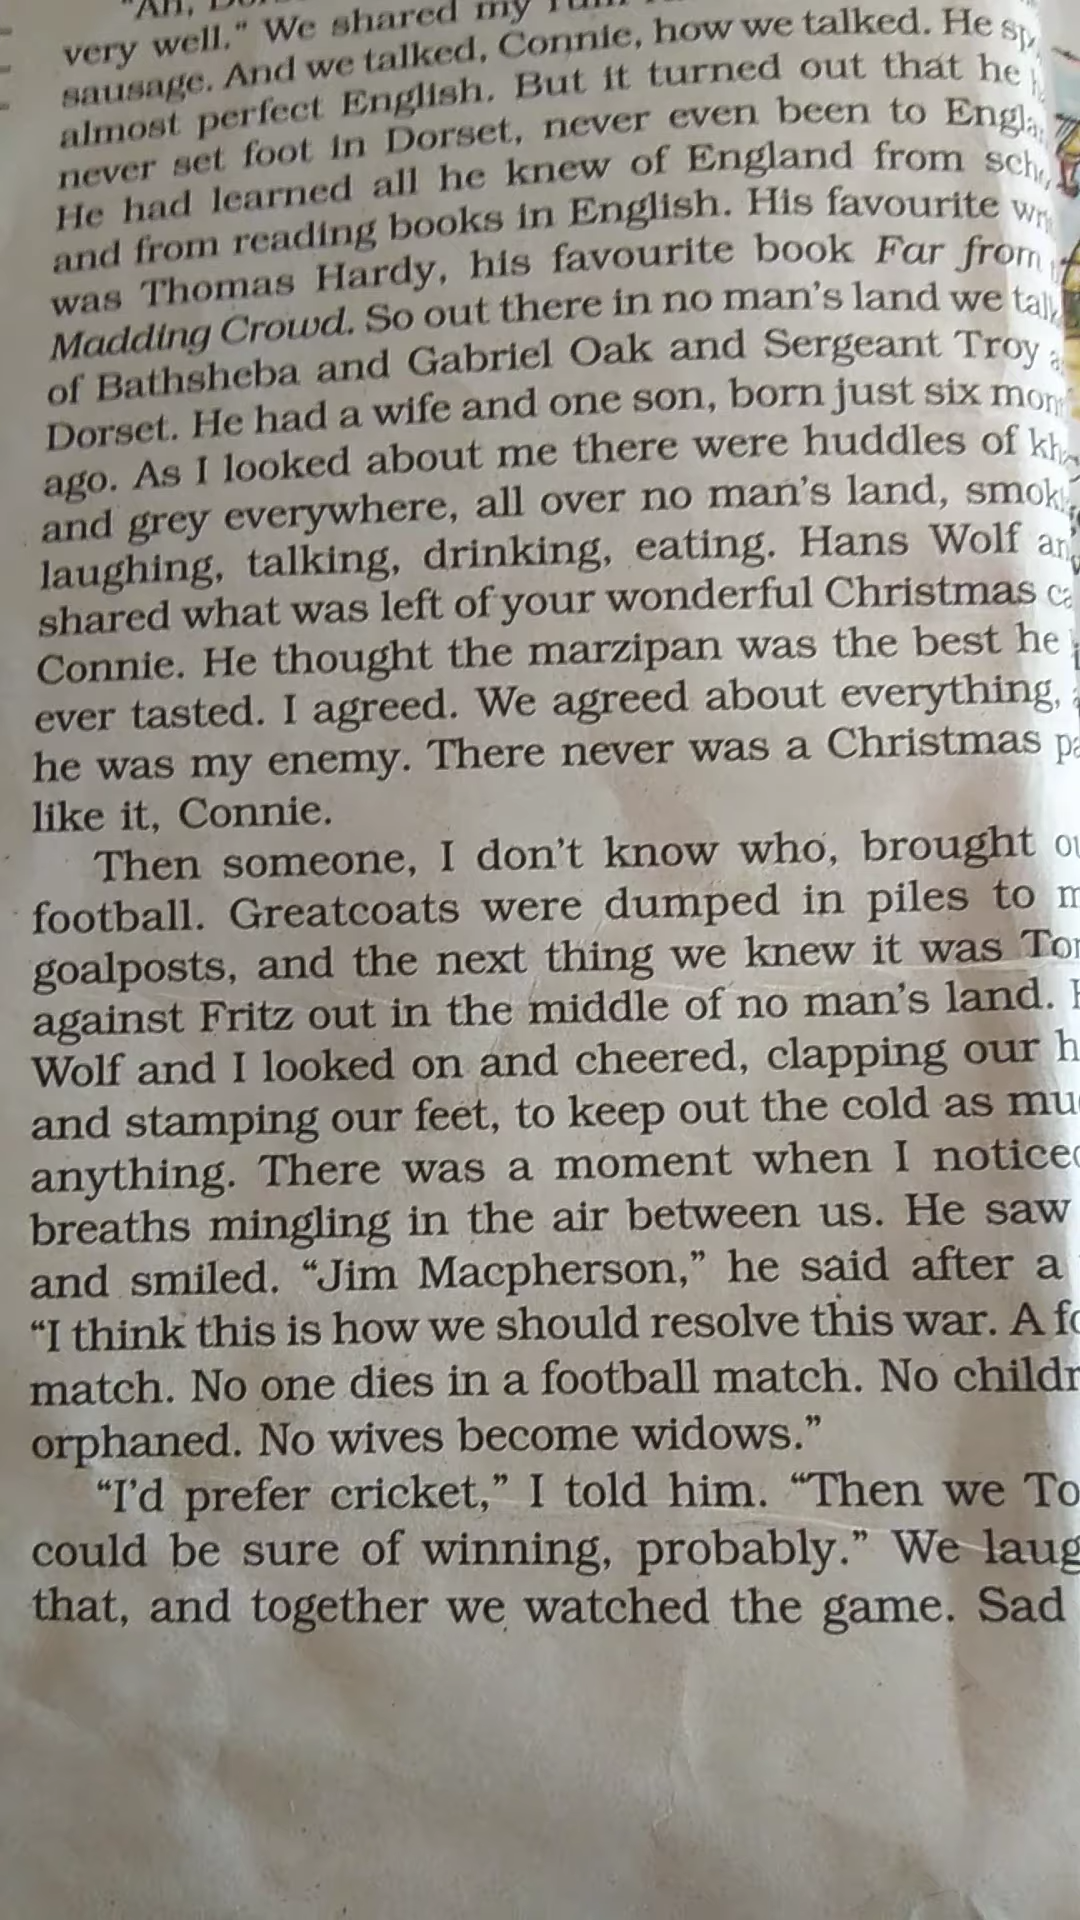 "Ah,
very well." We shared my
sausage. And we talked, Connie, how we talked. He
almost perfect English. But it turned out that he
never set foot in Dorset, never even been to
He had learned all he knew of England from
and from reading books in English. His favourite
was Thomas Hardy, his favourite book Far from
Madding Crowd. So out there in no man's land we
of Bathsheba and Gabriel Oak and Sergeant Troy
Dorset. He had a wife and one son, born just six
ago. As I looked about me there were huddles of
and grey everywhere, all over no man's land,
laughing, talking, drinking, eating. Hans Wolf
shared what was left of your wonderful Christmas
Connie. He thought the marzipan was the best he
ever tasted. I agreed. We agreed about everything,
he was my enemy. There never was a Christmas
like it, Connie.
Then someone, I don't know who, brought
football. Greatcoats were dumped in piles to
goalposts, and the next thing we knew it was
against Fritz out in the middle of no man's land.
Wolf and I looked on and cheered, clapping our
and stamping our feet, to keep out the cold as
anything. There was a moment when I
breaths mingling in the air between us. He saw
and smiled. "Jim Macpherson," he said after a
"I think this is how we should resolve this war. A
match. No one dies in a football match. No
orphaned. No wives become widows."
"I'd prefer cricket," I told him. "Then we
could be sure of winning, probably." We
that, and together we watched the game. Sad